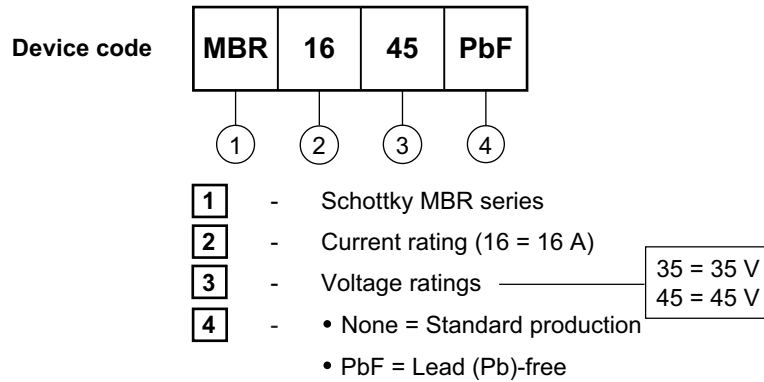 Device code MBR 16 45 PbF
1 2 3 4
1 - Schottky MBR series
2 - Current rating (16 = 16 A)
3 - Voltage ratings 35 = 35 V
45 = 45 V
4 - • None = Standard production
• PbF = Lead (Pb)-free